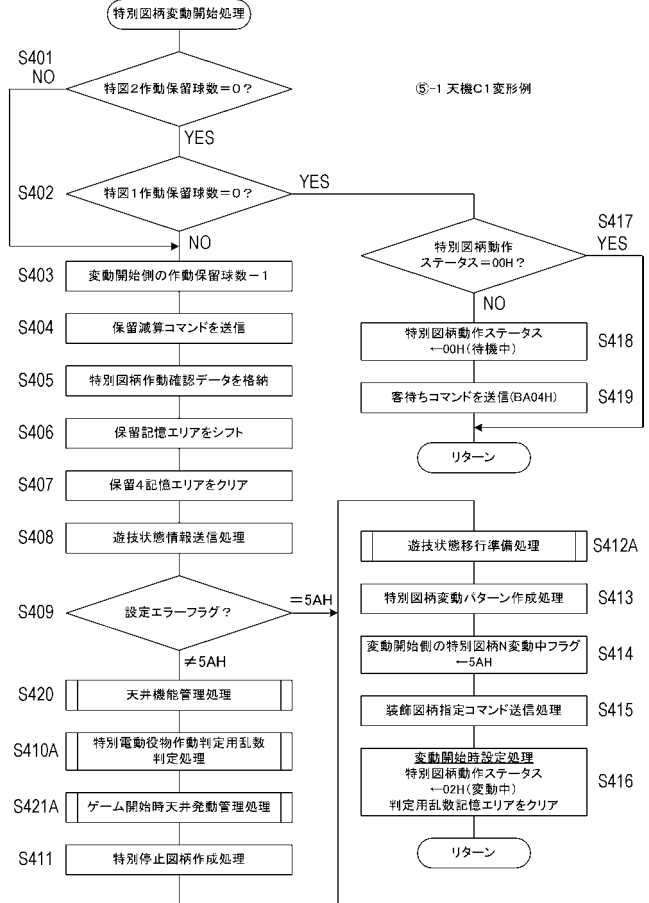 特別図柄変動開始処理
S401
NO
特図2作動保留球数=0?
⑤-1 天機C1変形例
YES
S402
特図1作動保留球数=0?
YES
NO
S417
YES
特別図柄動作
ステータス=00H?
NO
S403
変動開始側の作動保留球数-1
S404
保留減算コマンドを送信
S405
特別図柄作動確認データを格納
S406
保留記憶エリアをシフト
S407
保留4記憶エリアをクリア
S408
遊技状態情報送信処理
S409
設定エラーフラグ?
=5AH
≠5AH
S420
天井機能管理処理
S410A
特別電動役物作動判定用乱数
判定処理
S421A
ゲーム開始時天井発動管理処理
S411
特別停止図柄作成処理
特別図柄動作ステータス
←00H(待機中)
S418
客待ちコマンドを送信(BA04H)
S419
リターン
遊技状態移行準備処理
S412A
特別図柄変動パターン作成処理
S413
変動開始側の特別図柄N変動中フラグ
←5AH
S414
装飾図柄指定コマンド送信処理
S415
変動開始時設定処理
特別図柄動作ステータス
←02H(変動中)
判定用乱数記憶エリアをクリア
S416
リターン